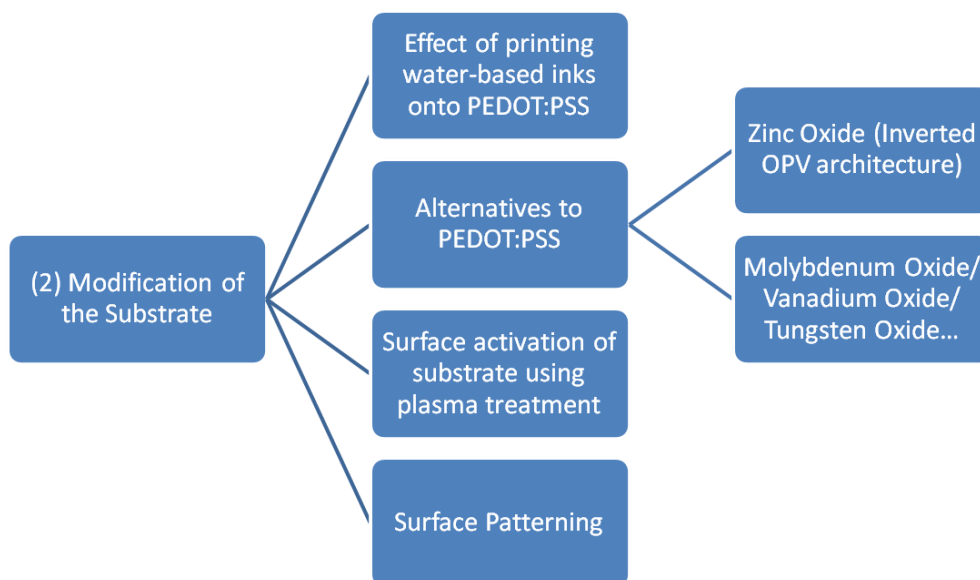 (2) Modification of
the Substrate
Effect of printing
water-based inks
onto PEDOT:PSS
Alternatives to
PEDOT:PSS
Surface activation of
substrate using
plasma treatment
Surface Patterning
Zinc Oxide (Inverted
OPV architecture)
Molybdenum Oxide/
Vanadium Oxide/
Tungsten Oxide...